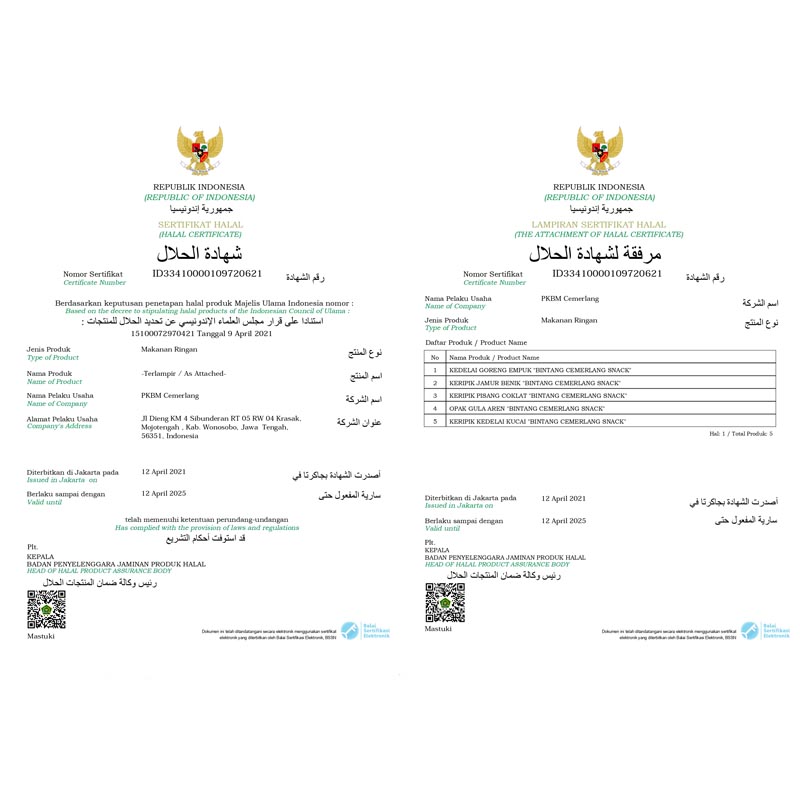 REPUBLIK INDONESIA
(REPUBLIC OF INDONESIA)
جمهورية إندونيسيا
SERTIFIKAT HALAL
(HALAL CERTIFICATE)
شهادة الحلال
Nomor Sertifikat ID33410000109720621 رقم الشهادة
Certificate Number
Berdasarkan keputusan penetapan halal produk Majelis Ulama Indonesia nomor :
Based on the decree to stipulating halal products of the Indonesian Council of Ulama :
استنادا على قرار مجلس العلماء الإندونيسي عن تحديد الحلال للمنتجات :
15100072970421 Tanggal 9 April 2021
Jenis Produk Makanan Ringan نوع المنتج
Type of Product
Nama Produk -Terlampir / As Attached- اسم المنتج
Name of Product
Nama Pelaku Usaha PKBM Cemerlang اسم الشركة
Name of Company
Alamat Pelaku Usaha Jl Dieng KM 4 Sibunderan RT 05 RW 04 Krasak, عنوان الشركة
Company's Address Mojotengah , Kab. Wonosobo, Jawa Tengah,
56351, Indonesia
Diterbitkan di Jakarta pada 12 April 2021 أصدرت الشهادة بجاكرتا في
Issued in Jakarta on
Berlaku sampai dengan 12 April 2025 سارية المفعول حتى
Valid until
telah memenuhi ketentuan perundang-undangan
Has complied with the provision of laws and regulations
قد استوفت أحكام التشريع
Plt.
KEPALA
BADAN PENYELENGGARA JAMINAN PRODUK HALAL
HEAD OF HALAL PRODUCT ASSURANCE BODY
رئيس وكالة ضمان المنتجات الحلال
Mastuki
Dokumen ini telah ditandatangani secara elektronik menggunakan sertifikat
elektronik yang diterbitkan oleh Balai Sertifikasi Elektronik, BSSN
Balai
Sertifikasi
Elektronik
REPUBLIK INDONESIA
(REPUBLIC OF INDONESIA)
جمهورية إندونيسيا
LAMPIRAN SERTIFIKAT HALAL
(THE ATTACHMENT OF HALAL CERTIFICATE)
مرفقة لشهادة الحلال
Nomor Sertifikat ID33410000109720621 رقم الشهادة
Certificate Number
Nama Pelaku Usaha PKBM Cemerlang اسم الشركة
Name of Company
Jenis Produk Makanan Ringan نوع المنتج
Type of Product
Daftar Produk / Product Name
No Nama Produk / Product Name
1 KEDELAI GORENG EMPUK "BINTANG CEMERLANG SNACK"
2 KERIPIK JAMUR BENIK "BINTANG CEMERLANG SNACK"
3 KERIPIK PISANG COKLAT "BINTANG CEMERLANG SNACK"
4 OPAK GULA AREN "BINTANG CEMERLANG SNACK"
5 KERIPIK KEDELAI KUCAI "BINTANG CEMERLANG SNACK"
Hal: 1 / Total Produk: 5
Diterbitkan di Jakarta pada 12 April 2021 أصدرت الشهادة بجاكرتا في
Issued in Jakarta on
Berlaku sampai dengan 12 April 2025 سارية المفعول حتى
Valid until
Plt.
KEPALA
BADAN PENYELENGGARA JAMINAN PRODUK HALAL
HEAD OF HALAL PRODUCT ASSURANCE BODY
رئيس وكالة ضمان المنتجات الحلال
Mastuki
Dokumen ini telah ditandatangani secara elektronik menggunakan sertifikat
elektronik yang diterbitkan oleh Balai Sertifikasi Elektronik, BSSN
Balai
Sertifikasi
Elektronik